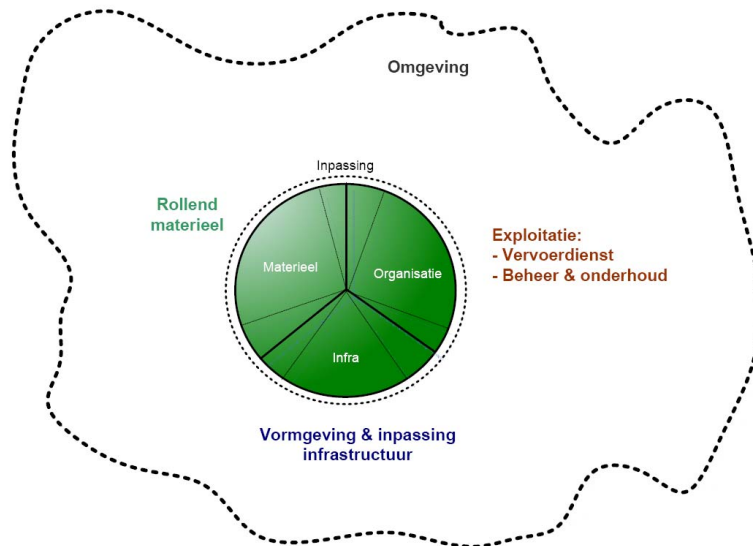 Omgeving
Inpassing
Rollend
materieel
Materieel
Organisatie
Exploitatie:
- Vervoerdienst
- Beheer & onderhoud
Infra
Vormgeving & inpassing
infrastructuur